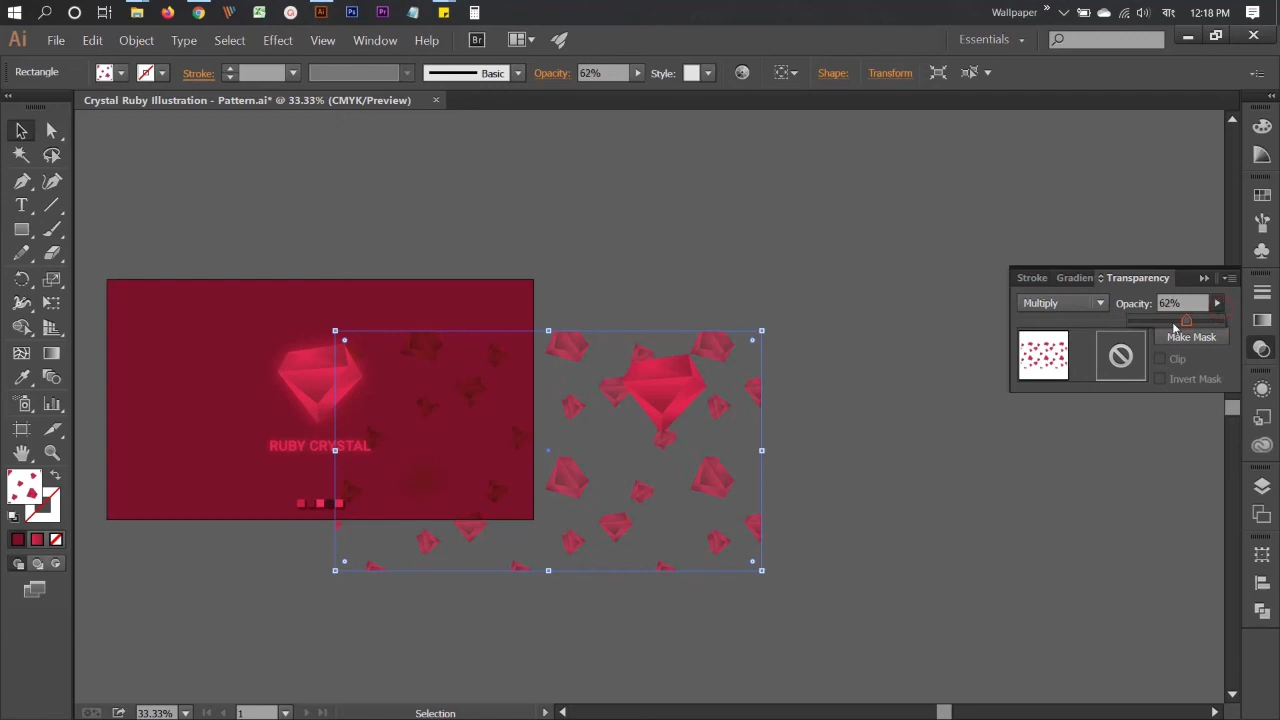 Wallpaper
বাং
12:18 PM
Ai
File
Edit
Object
Type
Select
Effect
View
Window
Help
Br
Essentials
Rectangle
Stroke:
Basic
Opacity: 62%
Style:
Shape:
Transform
Crystal Ruby Illustration - Pattern.ai* @ 33.33% (CMYK/Preview)
Stroke
Gradien
Transparency
Multiply
Opacity: 62%
Make Mask
Clip
Invert Mask
RUBY CRYSTAL
33.33%
1
Selection